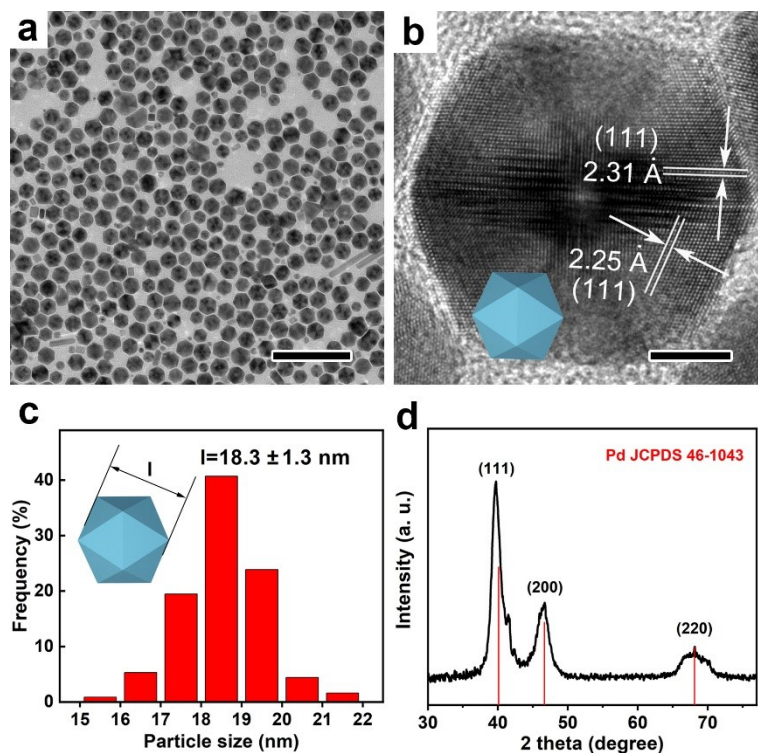 a
b
(111)
2.31 Å
2.25 Å
(111)
c
l
l=18.3 ± 1.3 nm
Frequency (%)
40
30
20
10
0
15 16 17 18 19 20 21 22
Particle size (nm)
d
Pd JCPDS 46-1043
(111)
(200)
(220)
Intensity (a. u.)
30 40 50 60 70
2 theta (degree)